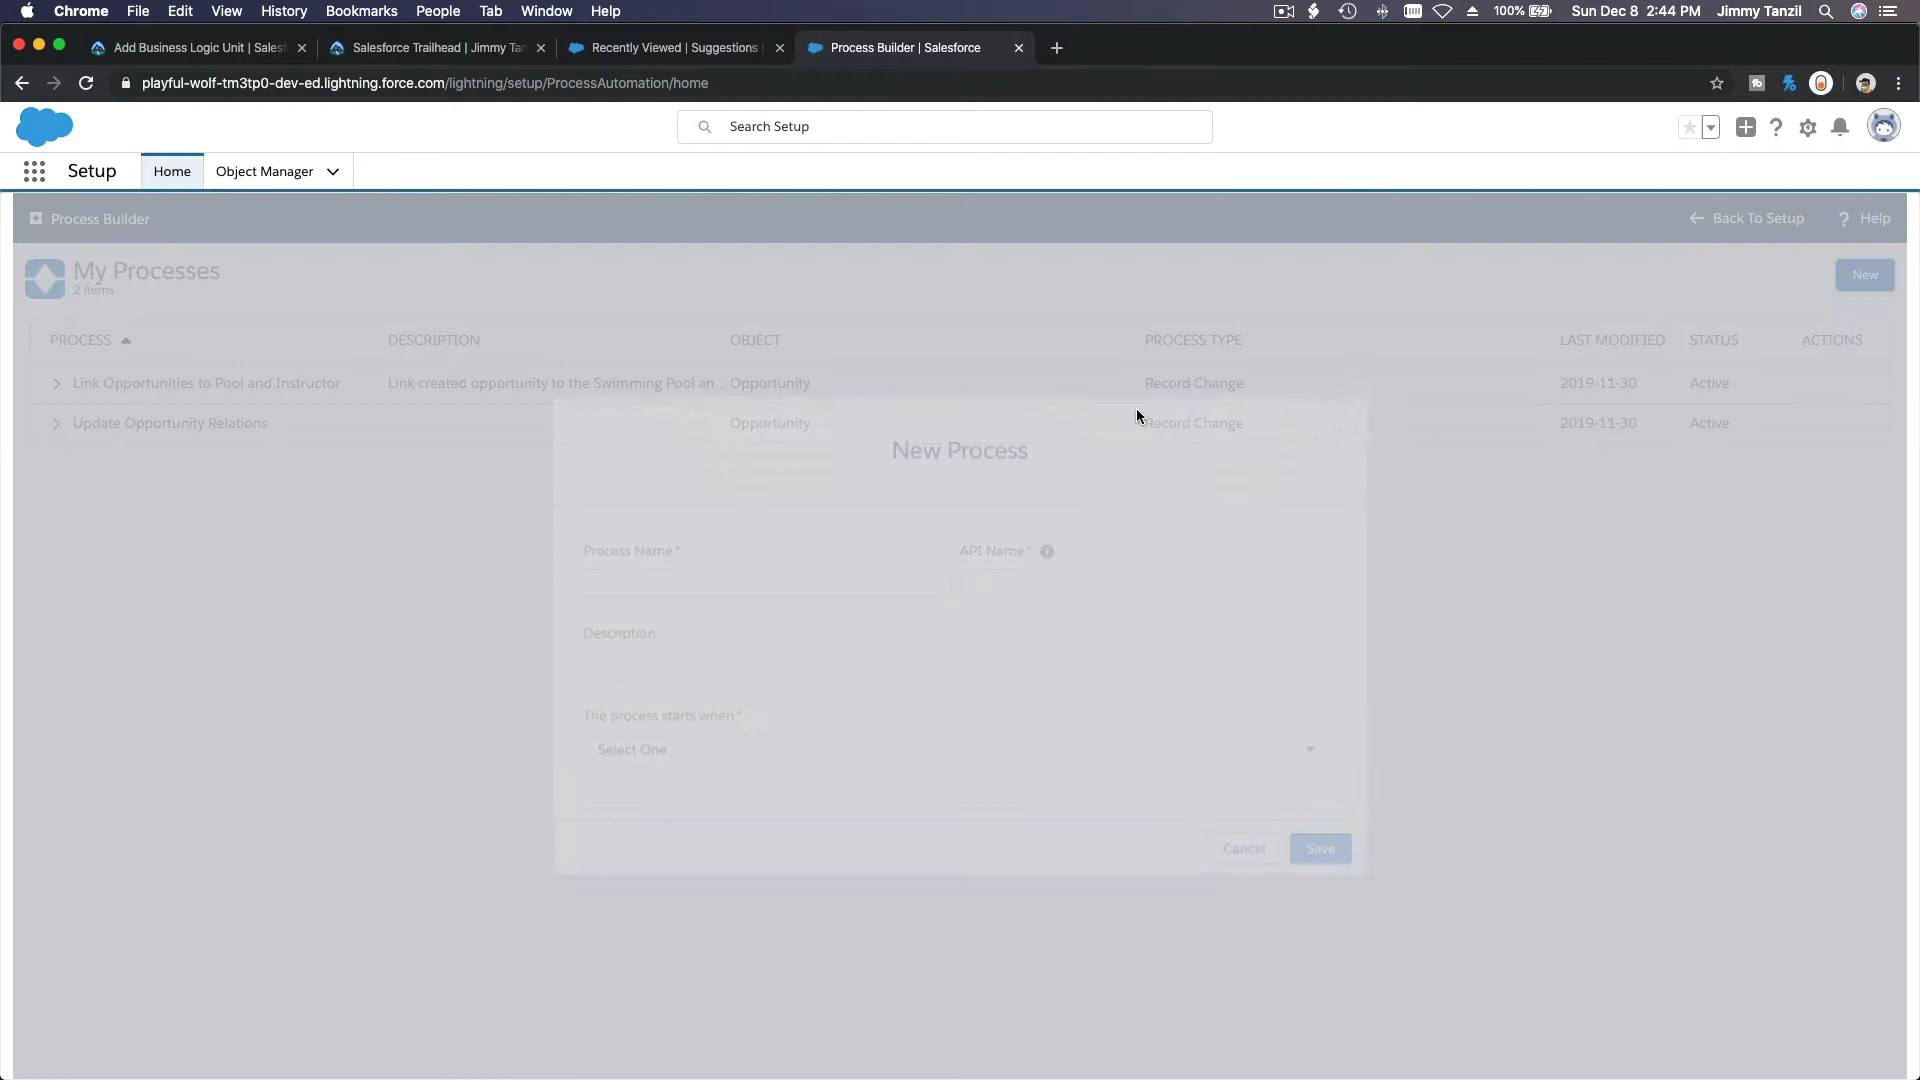 Chrome File Edit View History Bookmarks People Tab Window Help 100% Sun Dec 8 2:44 PM Jimmy Tanzil
Add Business Logic Unit | Salesf Salesforce Trailhead | Jimmy Tan Recently Viewed | Suggestions | Process Builder | Salesforce
playful-wolf-tm3tp0-dev-ed.lightning.force.com/lightning/setup/ProcessAutomation/home
Search Setup
Setup Home Object Manager
Process Builder Back To Setup ? Help
My Processes
2 items
New
PROCESS DESCRIPTION OBJECT PROCESS TYPE LAST MODIFIED STATUS ACTIONS
Link Opportunities to Pool and Instructor Link created opportunity to the Swimming Pool an... Opportunity Record Change 2019-11-30 Active
Update Opportunity Relations Opportunity Record Change 2019-11-30 Active
New Process
Process Name* API Name*
Description
The process starts when*
Select One
Cancel Save